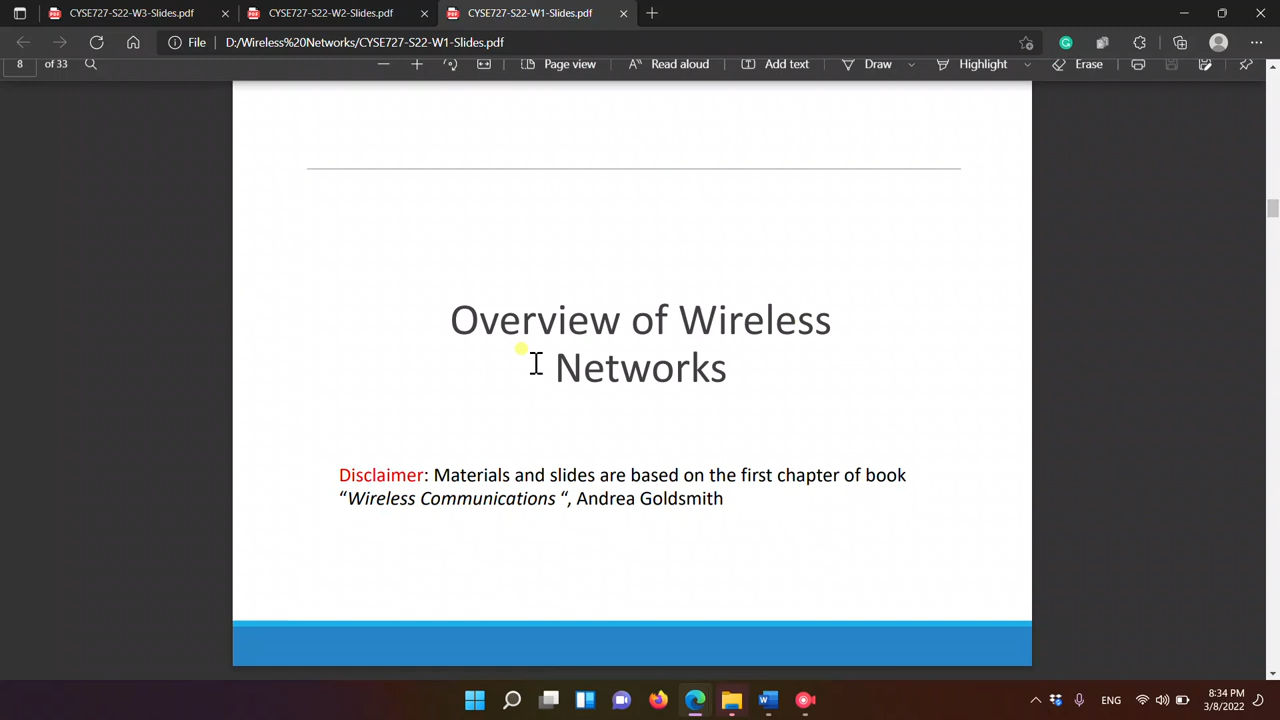 CYSE727-S22-W3-Slides.pdf
CYSE727-S22-W2-Slides.pdf
CYSE727-S22-W1-Slides.pdf
File
D:/Wireless%20Networks/CYSE727-S22-W1-Slides.pdf
8 of 33
Page view
Read aloud
Add text
Draw
Highlight
Erase
Overview of Wireless
Networks
Disclaimer: Materials and slides are based on the first chapter of book
“Wireless Communications “, Andrea Goldsmith
ENG
8:34 PM
3/8/2022